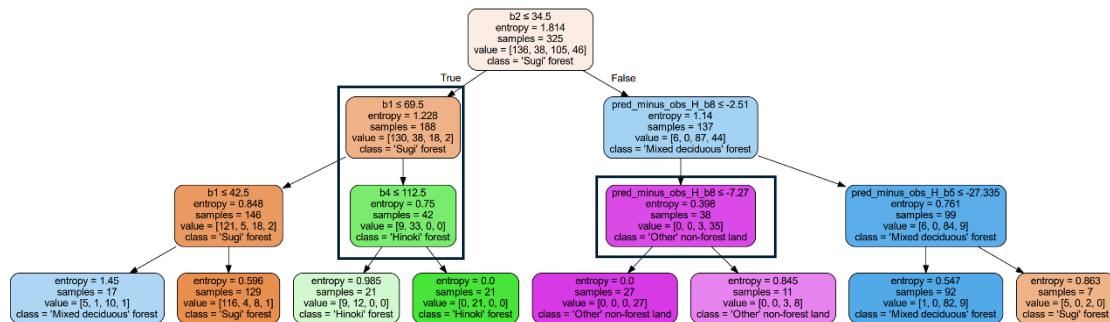 b2 ≤ 34.5
entropy = 1.814
samples = 325
value = [136, 38, 105, 46]
class = 'Sugi' forest
True
False
b1 ≤ 69.5
entropy = 1.228
samples = 188
value = [130, 38, 18, 2]
class = 'Sugi' forest
pred_minus_obs_H_b8 ≤ -2.51
entropy = 1.14
samples = 137
value = [6, 0, 87, 44]
class = 'Mixed deciduous' forest
b1 ≤ 42.5
entropy = 0.848
samples = 146
value = [121, 5, 18, 2]
class = 'Sugi' forest
b4 ≤ 112.5
entropy = 0.75
samples = 42
value = [9, 33, 0, 0]
class = 'Hinoki' forest
pred_minus_obs_H_b8 ≤ -7.27
entropy = 0.398
samples = 38
value = [0, 0, 3, 35]
class = 'Other' non-forest land
pred_minus_obs_H_b5 ≤ -27.335
entropy = 0.761
samples = 99
value = [6, 0, 84, 9]
class = 'Mixed deciduous' forest
entropy = 1.45
samples = 17
value = [5, 1, 10, 1]
class = 'Mixed deciduous' forest
entropy = 0.596
samples = 129
value = [116, 4, 8, 1]
class = 'Sugi' forest
entropy = 0.985
samples = 21
value = [9, 12, 0, 0]
class = 'Hinoki' forest
entropy = 0.0
samples = 21
value = [0, 21, 0, 0]
class = 'Hinoki' forest
entropy = 0.0
samples = 27
value = [0, 0, 0, 27]
class = 'Other' non-forest land
entropy = 0.845
samples = 11
value = [0, 0, 3, 8]
class = 'Other' non-forest land
entropy = 0.547
samples = 92
value = [1, 0, 82, 9]
class = 'Mixed deciduous' forest
entropy = 0.863
samples = 7
value = [5, 0, 2, 0]
class = 'Sugi' forest